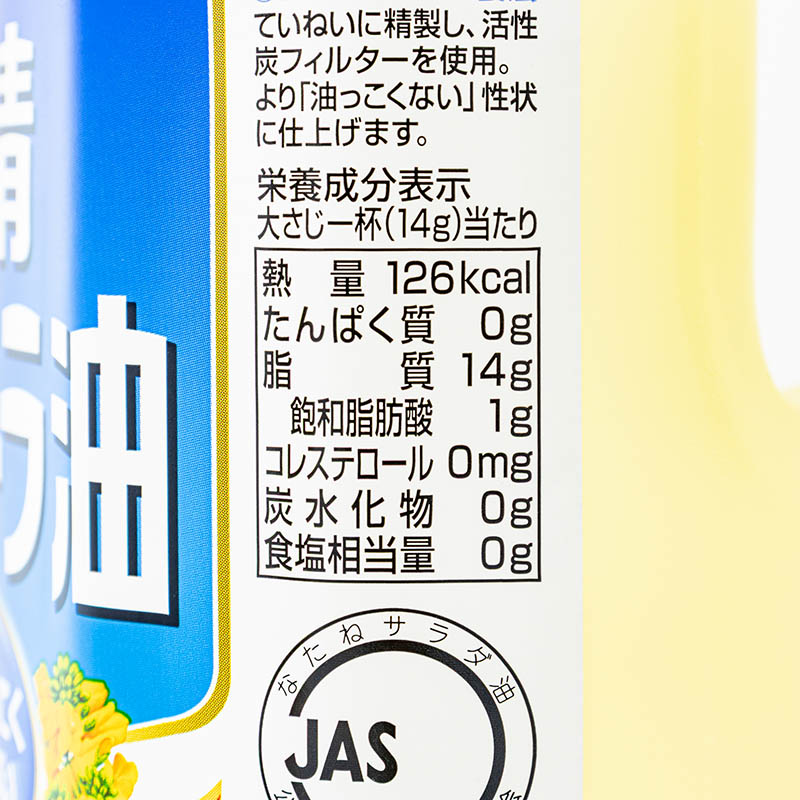 ていねいに精製し、活性
炭フィルターを使用。
より「油っこくない」性状
に仕上げます。
栄養成分表示
大さじ一杯(14g)当たり
熱量 126kcal
たんぱく質 0g
脂質 14g
飽和脂肪酸 1g
コレステロール 0mg
炭水化物 0g
食塩相当量 0g
なたねサラダ油
JAS
油